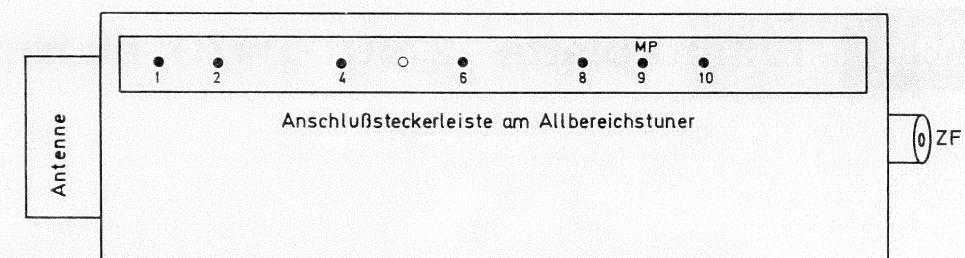 MP
1 2 4 6 8 9 10
Anschlußsteckerleiste am Allbereichstuner
Antenne
ZF